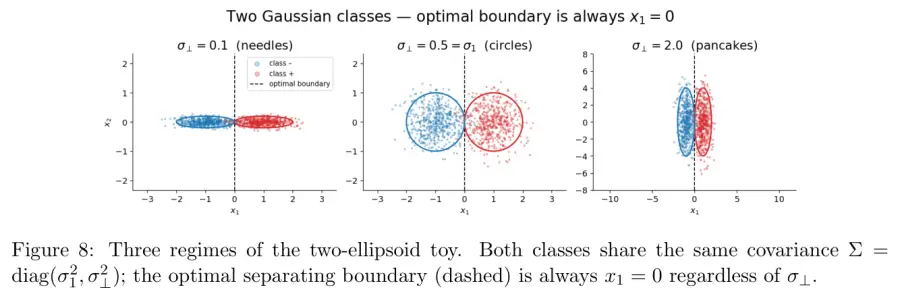 Two Gaussian classes — optimal boundary is always x₁ = 0
σ⊥ = 0.1 (needles)
σ⊥ = 0.5 = σ₁ (circles)
σ⊥ = 2.0 (pancakes)
class -
class +
optimal boundary
x₂
2
1
0
−1
−2
−3 −2 −1 0 1 2 3
x₁
2
1
0
−1
−2
−3 −2 −1 0 1 2 3
x₁
8
6
4
2
0
−2
−4
−6
−8
−10 −5 0 5 10
x₁
Figure 8: Three regimes of the two-ellipsoid toy. Both classes share the same covariance Σ =
diag(σ₁², σ⊥²); the optimal separating boundary (dashed) is always x₁ = 0 regardless of σ⊥.